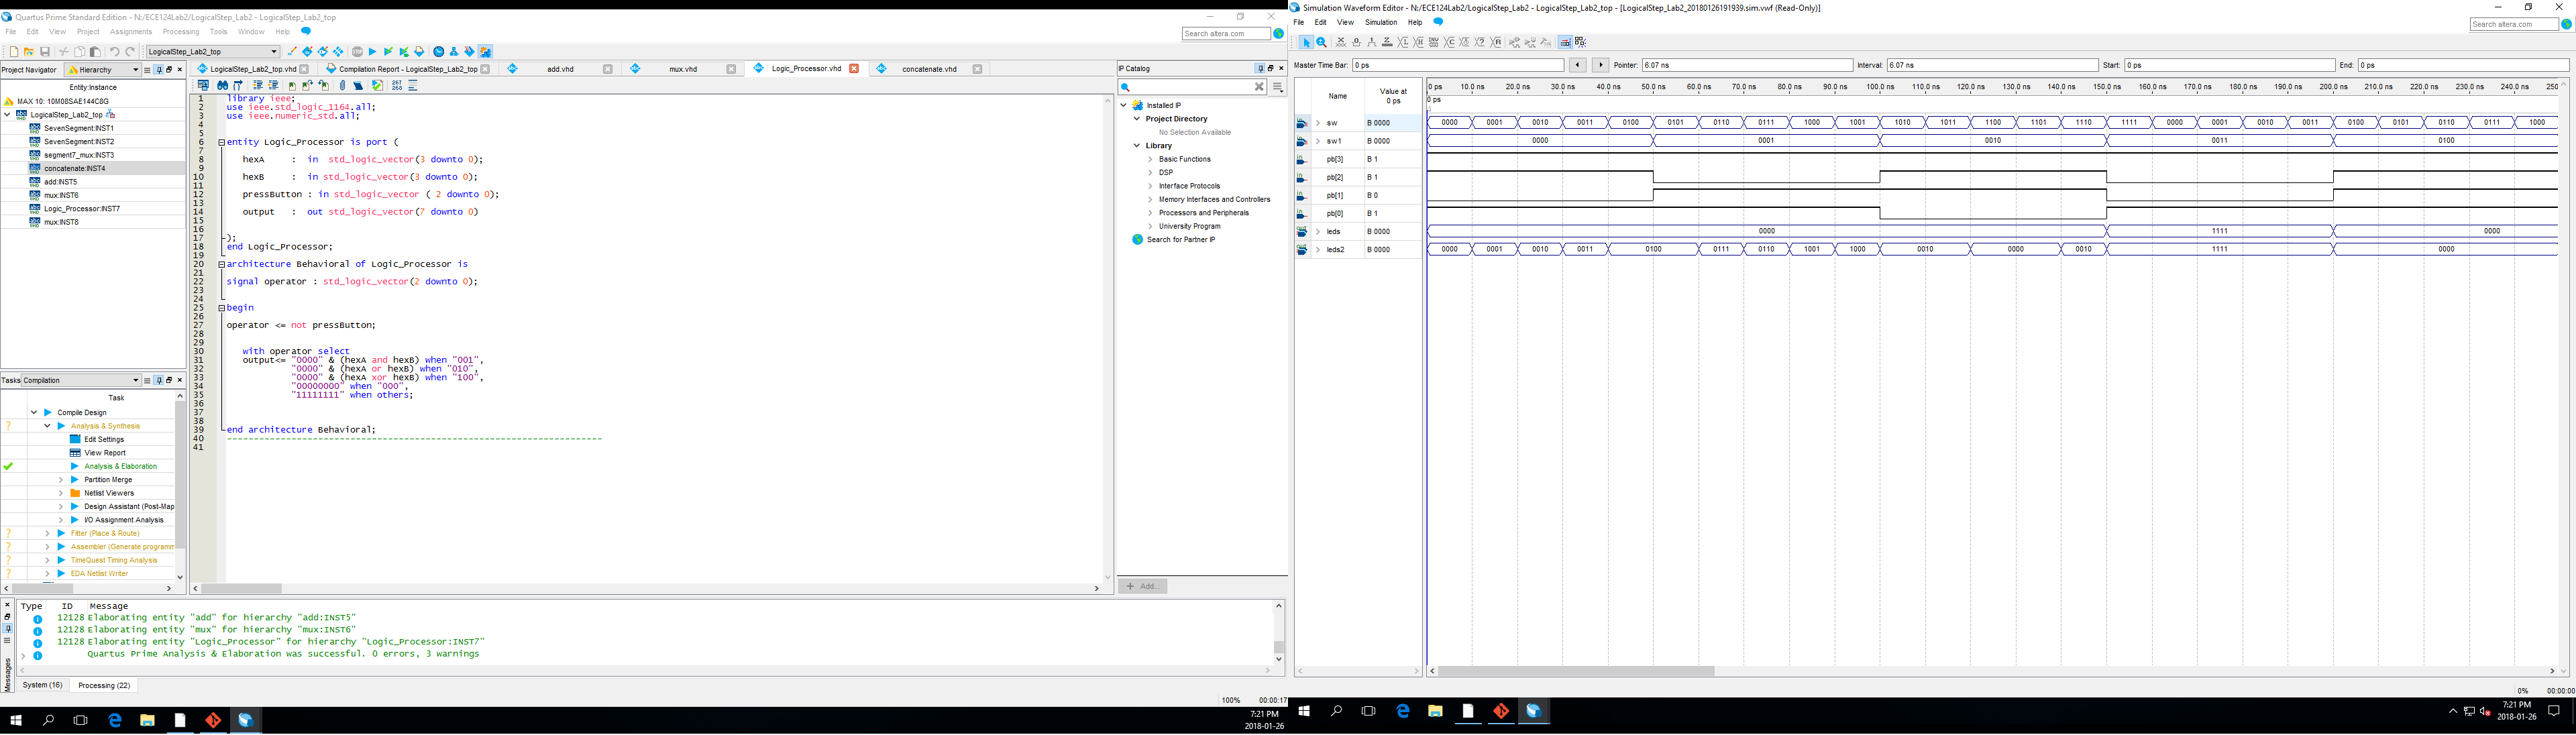 Quartus Prime Standard Edition - N:/ECE124Lab2/LogicalStep_Lab2 - LogicalStep_Lab2_top
File Edit View Project Assignments Processing Tools Window Help
Search altera.com
LogicalStep_Lab2_top
Project Navigator Hierarchy
Entity:Instance
MAX 10: 10M08SAE144C8G
LogicalStep_Lab2_top
SevenSegment:INST1
SevenSegment:INST2
segment7_mux:INST3
concatenate:INST4
add:INST5
mux:INST6
Logic_Processor:INST7
mux:INST8
Tasks Compilation
Task
Compile Design
Analysis & Synthesis
Edit Settings
View Report
Analysis & Elaboration
Partition Merge
Netlist Viewers
Design Assistant (Post-Map
I/O Assignment Analysis
Fitter (Place & Route)
Assembler (Generate programm
TimeQuest Timing Analysis
EDA Netlist Writer
LogicalStep_Lab2_top.vhd Compilation Report - LogicalStep_Lab2_top add.vhd mux.vhd Logic_Processor.vhd concatenate.vhd
1 library ieee;
2 use ieee.std_logic_1164.all;
3 use ieee.numeric_std.all;
4
5
6 entity Logic_Processor is port (
7
8 hexA : in std_logic_vector(3 downto 0);
9
10 hexB : in std_logic_vector(3 downto 0);
11
12 pressButton : in std_logic_vector ( 2 downto 0);
13
14 output : out std_logic_vector(7 downto 0)
15
16
17 );
18 end Logic_Processor;
19
20 architecture Behavioral of Logic_Processor is
21
22 signal operator : std_logic_vector(2 downto 0);
23
24
25 begin
26
27 operator <= not pressButton;
28
29
30 with operator select
31 output<= "0000" & (hexA and hexB) when "001",
32 "0000" & (hexA or hexB) when "010",
33 "0000" & (hexA xor hexB) when "100",
34 "00000000" when "000",
35 "11111111" when others;
36
37
38
39 end architecture Behavioral;
40 ----------------------------------------------------------------------
41
IP Catalog
Installed IP
Project Directory
No Selection Available
Library
Basic Functions
DSP
Interface Protocols
Memory Interfaces and Controllers
Processors and Peripherals
University Program
Search for Partner IP
+ Add...
Type ID Message
12128 Elaborating entity "add" for hierarchy "add:INST5"
12128 Elaborating entity "mux" for hierarchy "mux:INST6"
12128 Elaborating entity "Logic_Processor" for hierarchy "Logic_Processor:INST7"
Quartus Prime Analysis & Elaboration was successful. 0 errors, 3 warnings
Messages
System (16) Processing (22)
100% 00:00:17
7:21 PM
2018-01-26
Simulation Waveform Editor - N:/ECE124Lab2/LogicalStep_Lab2 - LogicalStep_Lab2_top - [LogicalStep_Lab2_20180126191939.sim.vwf (Read-Only)]
File Edit View Simulation Help
Search altera.com
Master Time Bar: 0 ps Pointer: 6.07 ns Interval: 6.07 ns Start: 0 ps End: 0 ps
Name Value at 0 ps
0 ps 10.0 ns 20.0 ns 30.0 ns 40.0 ns 50.0 ns 60.0 ns 70.0 ns 80.0 ns 90.0 ns 100.0 ns 110.0 ns 120.0 ns 130.0 ns 140.0 ns 150.0 ns 160.0 ns 170.0 ns 180.0 ns 190.0 ns 200.0 ns 210.0 ns 220.0 ns 230.0 ns 240.0 ns 250
0 ps
sw B 0000 0000 0001 0010 0011 0100 0101 0110 0111 1000 1001 1010 1011 1100 1101 1110 1111 0000 0001 0010 0011 0100 0101 0110 0111 1000
sw1 B 0000 0000 0001 0010 0011 0100
pb[3] B 1
pb[2] B 1
pb[1] B 0
pb[0] B 1
leds B 0000 0000 1111 0000
leds2 B 0000 0000 0001 0010 0011 0100 0111 0110 1001 1000 0010 0000 0010 1111 0000
0% 00:00:00
7:21 PM
2018-01-26